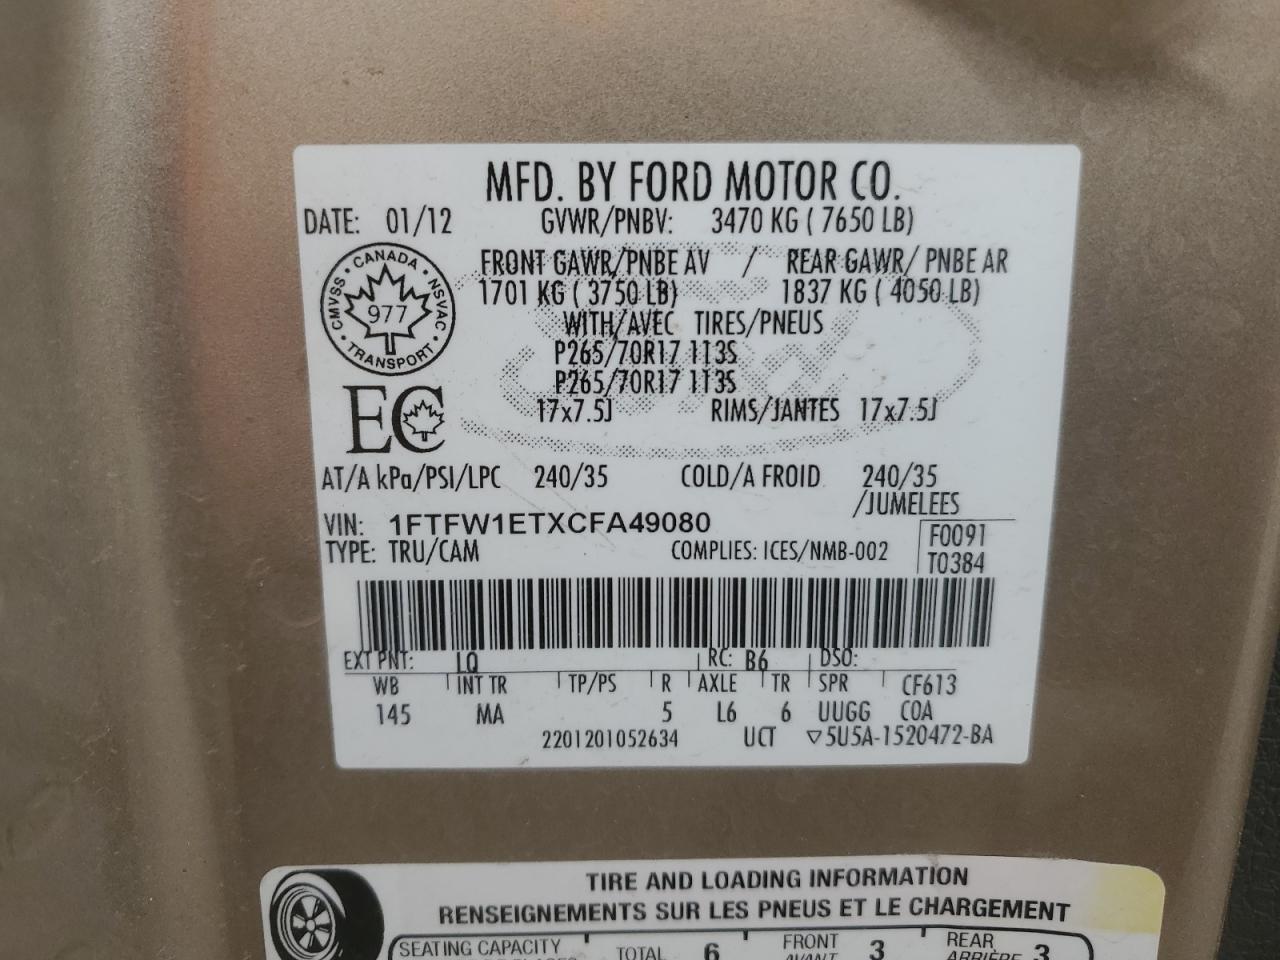 MFD. BY FORD MOTOR CO.
DATE: 01/12 GVWR/PNBV: 3470 KG ( 7650 LB)
FRONT GAWR/PNBE AV / REAR GAWR/ PNBE AR
1701 KG ( 3750 LB) 1837 KG ( 4050 LB)
WITH/AVEC TIRES/PNEUS
P265/70R17 113S
P265/70R17 113S
17x7.5J RIMS/JANTES 17x7.5J
CMVSS · CANADA · NSVAC · TRANSPORT ·
977
EC
AT/A kPa/PSI/LPC 240/35 COLD/A FROID 240/35
/JUMELEES
VIN: 1FTFW1ETXCFA49080 F0091
TYPE: TRU/CAM COMPLIES: ICES/NMB-002 T0384
EXT PNT: LQ RC: B6 DSO:
WB INT TR TP/PS R AXLE TR SPR CF613
145 MA 5 L6 6 UUGG COA
2201201052634 UCT ▽5U5A-1520472-BA
TIRE AND LOADING INFORMATION
RENSEIGNEMENTS SUR LES PNEUS ET LE CHARGEMENT
SEATING CAPACITY TOTAL 6 FRONT 3 REAR 3
AVANT ARRIÈRE